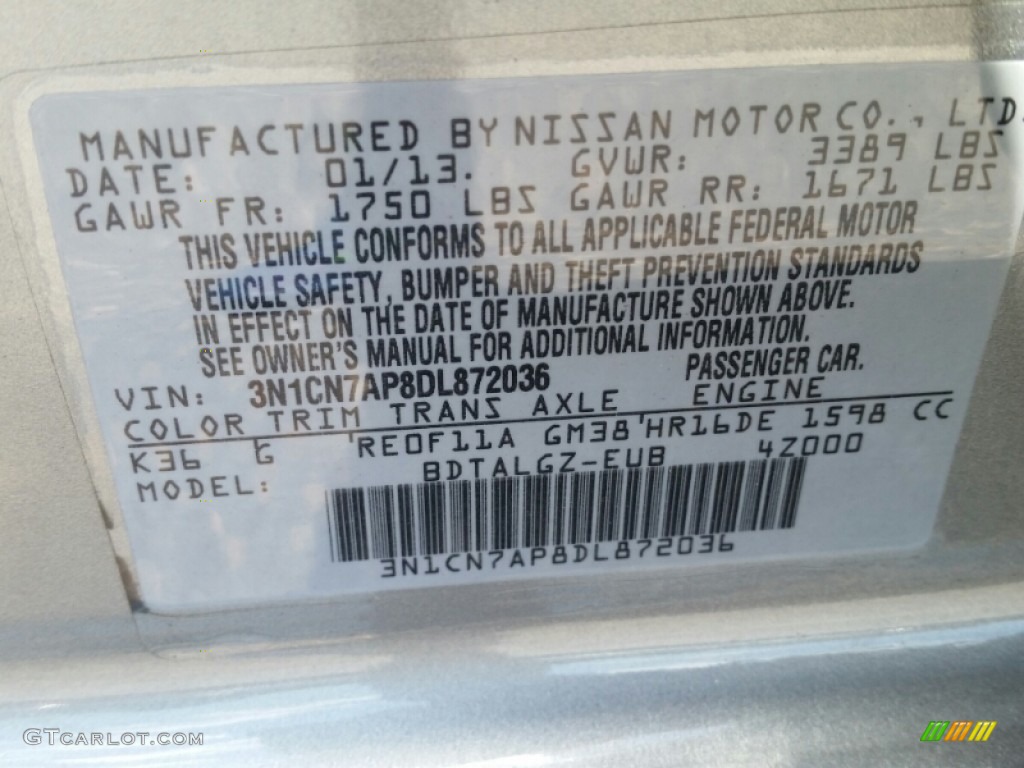 MANUFACTURED BY NISSAN MOTOR CO., LTD.
DATE: 01/13. GVWR: 3389 LBS
GAWR FR: 1750 LBS GAWR RR: 1671 LBS
THIS VEHICLE CONFORMS TO ALL APPLICABLE FEDERAL MOTOR
VEHICLE SAFETY, BUMPER AND THEFT PREVENTION STANDARDS
IN EFFECT ON THE DATE OF MANUFACTURE SHOWN ABOVE.
SEE OWNER'S MANUAL FOR ADDITIONAL INFORMATION.
VIN: 3N1CN7AP8DL872036 PASSENGER CAR.
COLOR TRIM TRANS AXLE ENGINE
K36 G 'RE0F11A GM38'HR16DE 1598 CC
MODEL: BDTALGZ-EUB 4Z000
3N1CN7AP8DL872036
GTCARLOT.COM